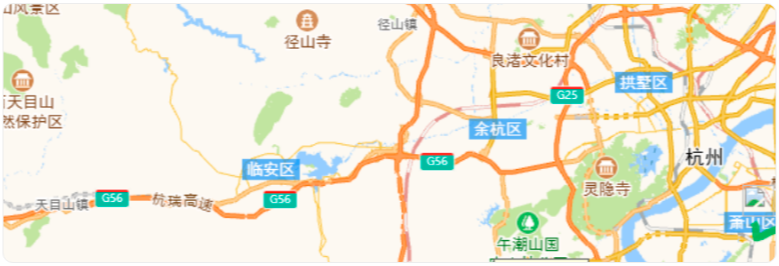 山风景区
径山寺
径山镇
良渚文化村
天目山
然保护区
G25
拱墅区
余杭区
杭州
临安区
G56
灵隐寺
天目山镇
G56
杭瑞高速
G56
萧山区
午潮山国